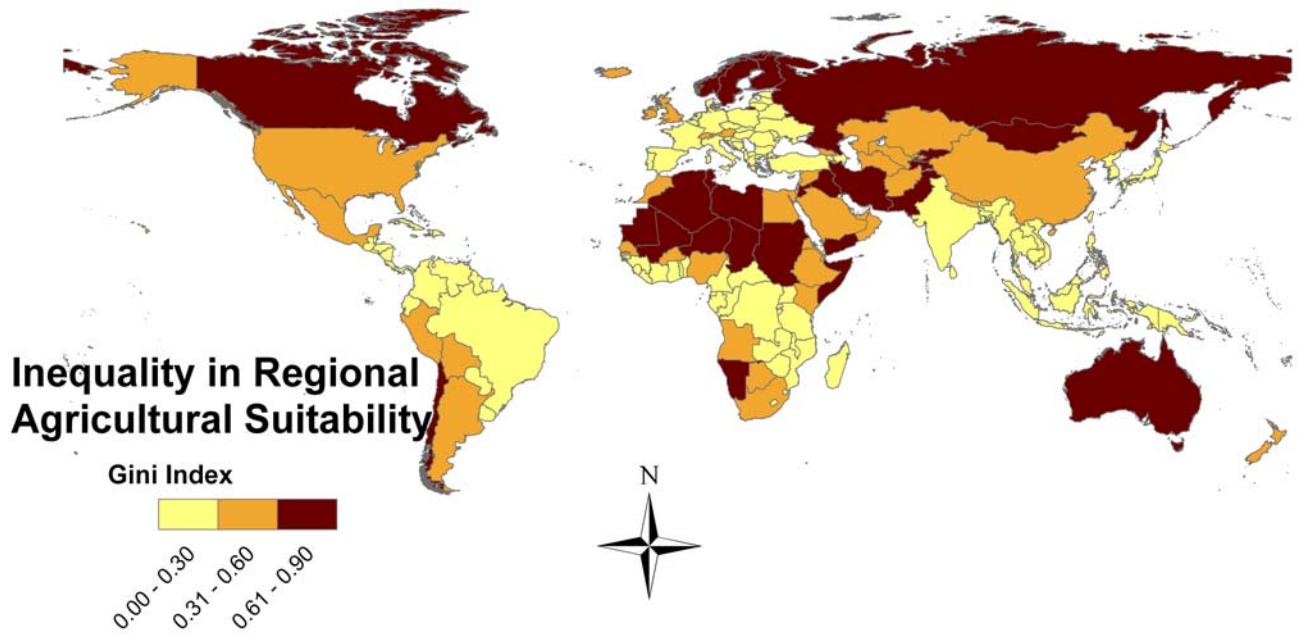 Inequality in Regional
Agricultural Suitability
Gini Index
0.00 - 0.30
0.31 - 0.60
0.61 - 0.90
N